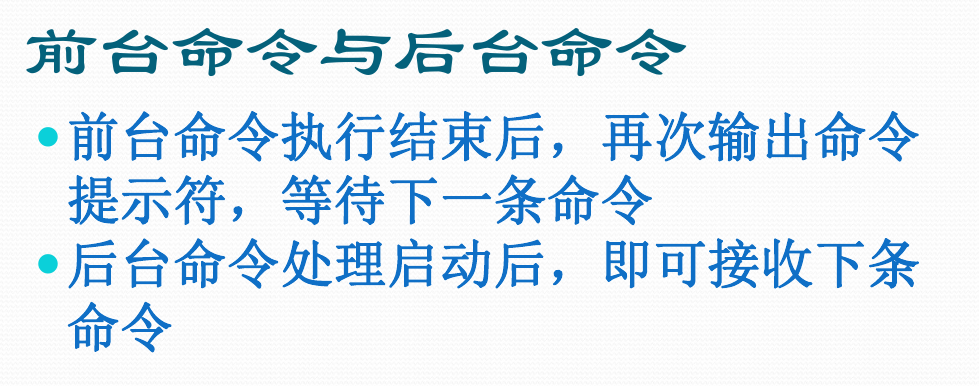 前台命令与后台命令
•前台命令执行结束后，再次输出命令
提示符，等待下一条命令
•后台命令处理启动后，即可接收下条
命令